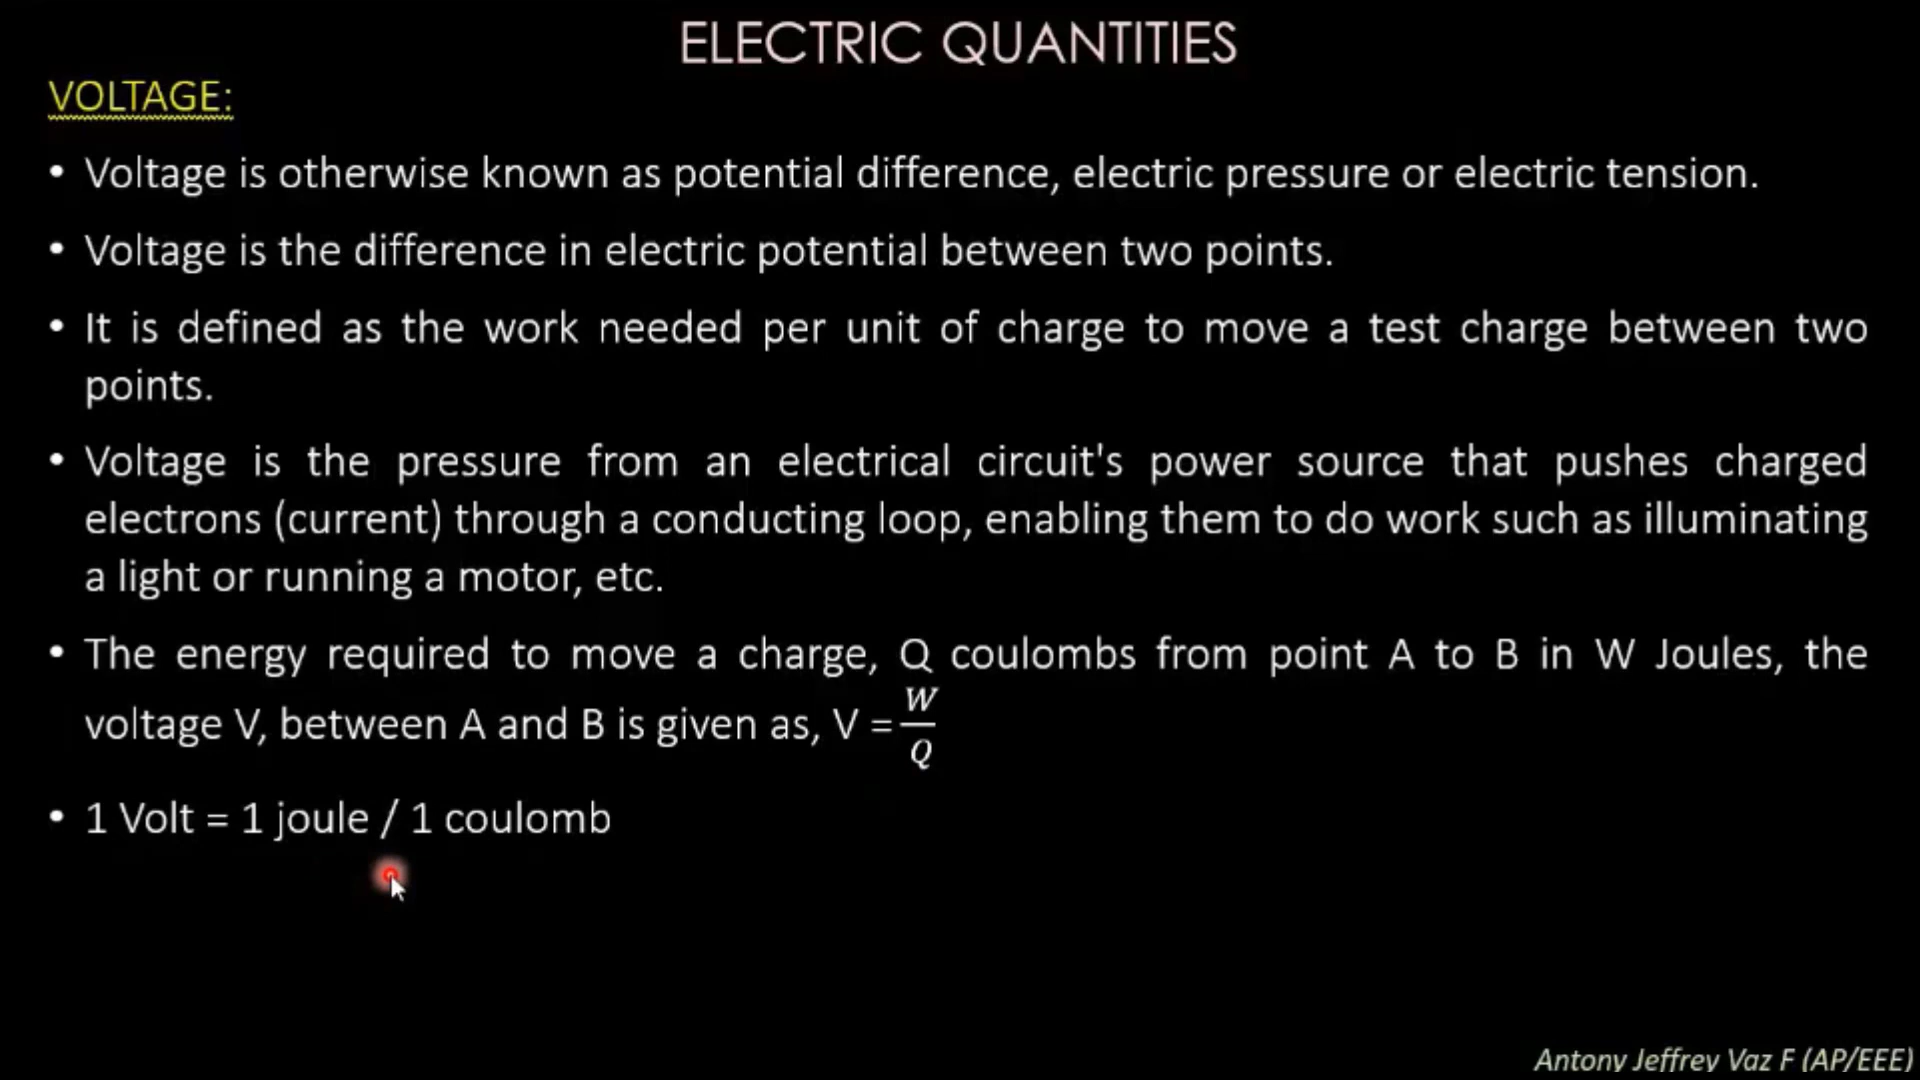 ELECTRIC QUANTITIES
VOLTAGE:
• Voltage is otherwise known as potential difference, electric pressure or electric tension.
• Voltage is the difference in electric potential between two points.
• It is defined as the work needed per unit of charge to move a test charge between two
points.
• Voltage is the pressure from an electrical circuit's power source that pushes charged
electrons (current) through a conducting loop, enabling them to do work such as illuminating
a light or running a motor, etc.
• The energy required to move a charge, Q coulombs from point A to B in W Joules, the
voltage V, between A and B is given as, V = W/Q
• 1 Volt = 1 joule / 1 coulomb
Antony Jeffrey Vaz F (AP/EEE)